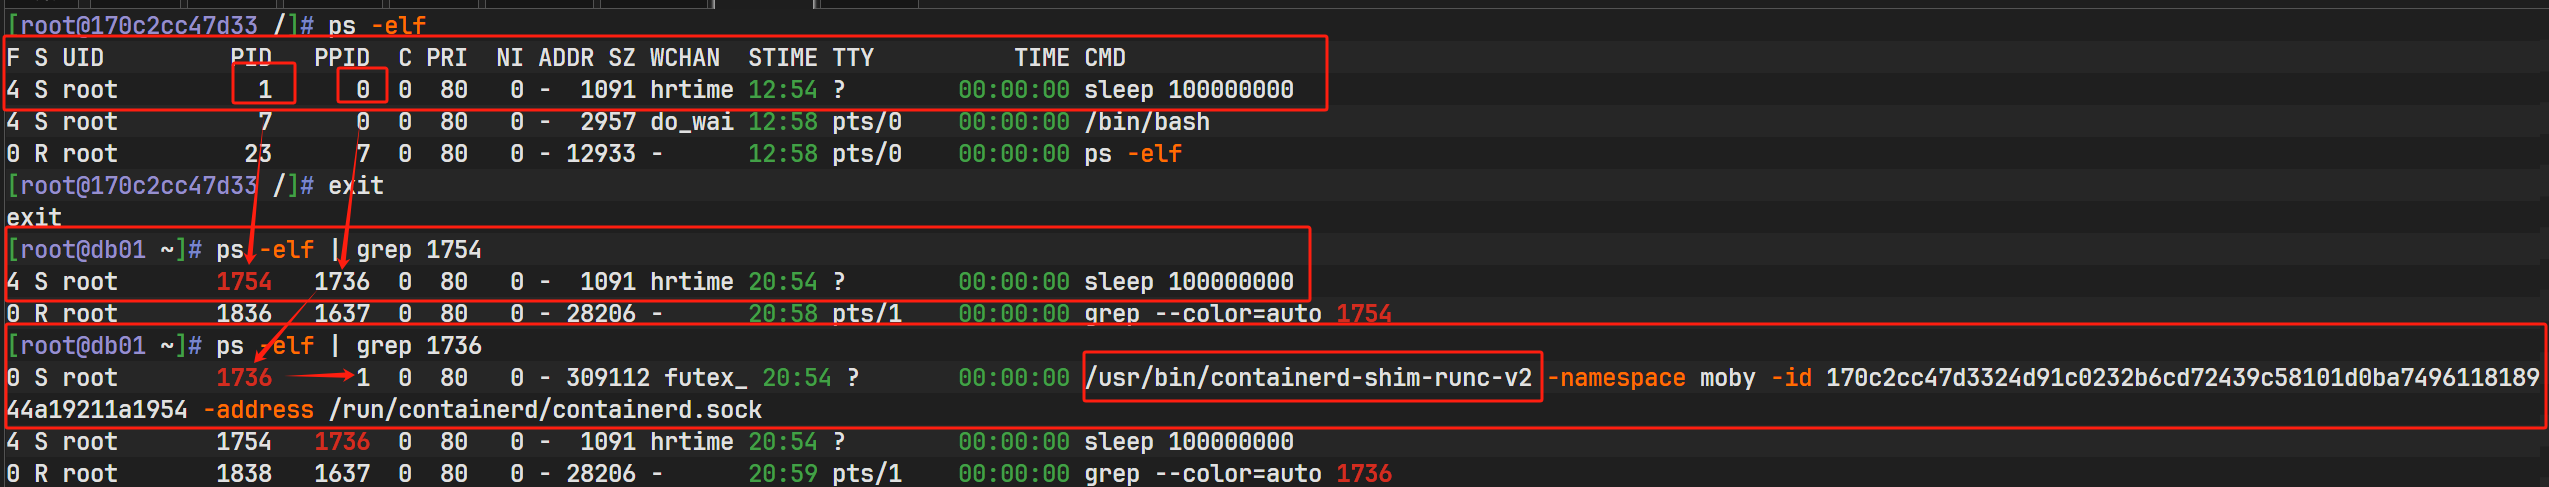 [root@170c2cc47d33 /]# ps -elf
F S UID         PID   PPID  C PRI  NI ADDR SZ WCHAN  STIME TTY          TIME CMD
4 S root          1      0  0  80   0 -  1091 hrtime 12:54 ?        00:00:00 sleep 100000000
4 S root          7      0  0  80   0 -  2957 do_wai 12:58 pts/0    00:00:00 /bin/bash
0 R root         23      7  0  80   0 - 12933 -      12:58 pts/0    00:00:00 ps -elf
[root@170c2cc47d33 /]# exit
exit
[root@db01 ~]# ps -elf | grep 1754
4 S root       1754   1736  0  80   0 -  1091 hrtime 20:54 ?        00:00:00 sleep 100000000
0 R root       1836   1637  0  80   0 - 28206 -      20:58 pts/1    00:00:00 grep --color=auto 1754
[root@db01 ~]# ps -elf | grep 1736
0 S root       1736      1  0  80   0 - 309112 futex_ 20:54 ?       00:00:00 /usr/bin/containerd-shim-runc-v2 -namespace moby -id 170c2cc47d3324d91c0232b6cd72439c58101d0ba7496118189
44a19211a1954 -address /run/containerd/containerd.sock
4 S root       1754   1736  0  80   0 -  1091 hrtime 20:54 ?        00:00:00 sleep 100000000
0 R root       1838   1637  0  80   0 - 28206 -      20:59 pts/1    00:00:00 grep --color=auto 1736